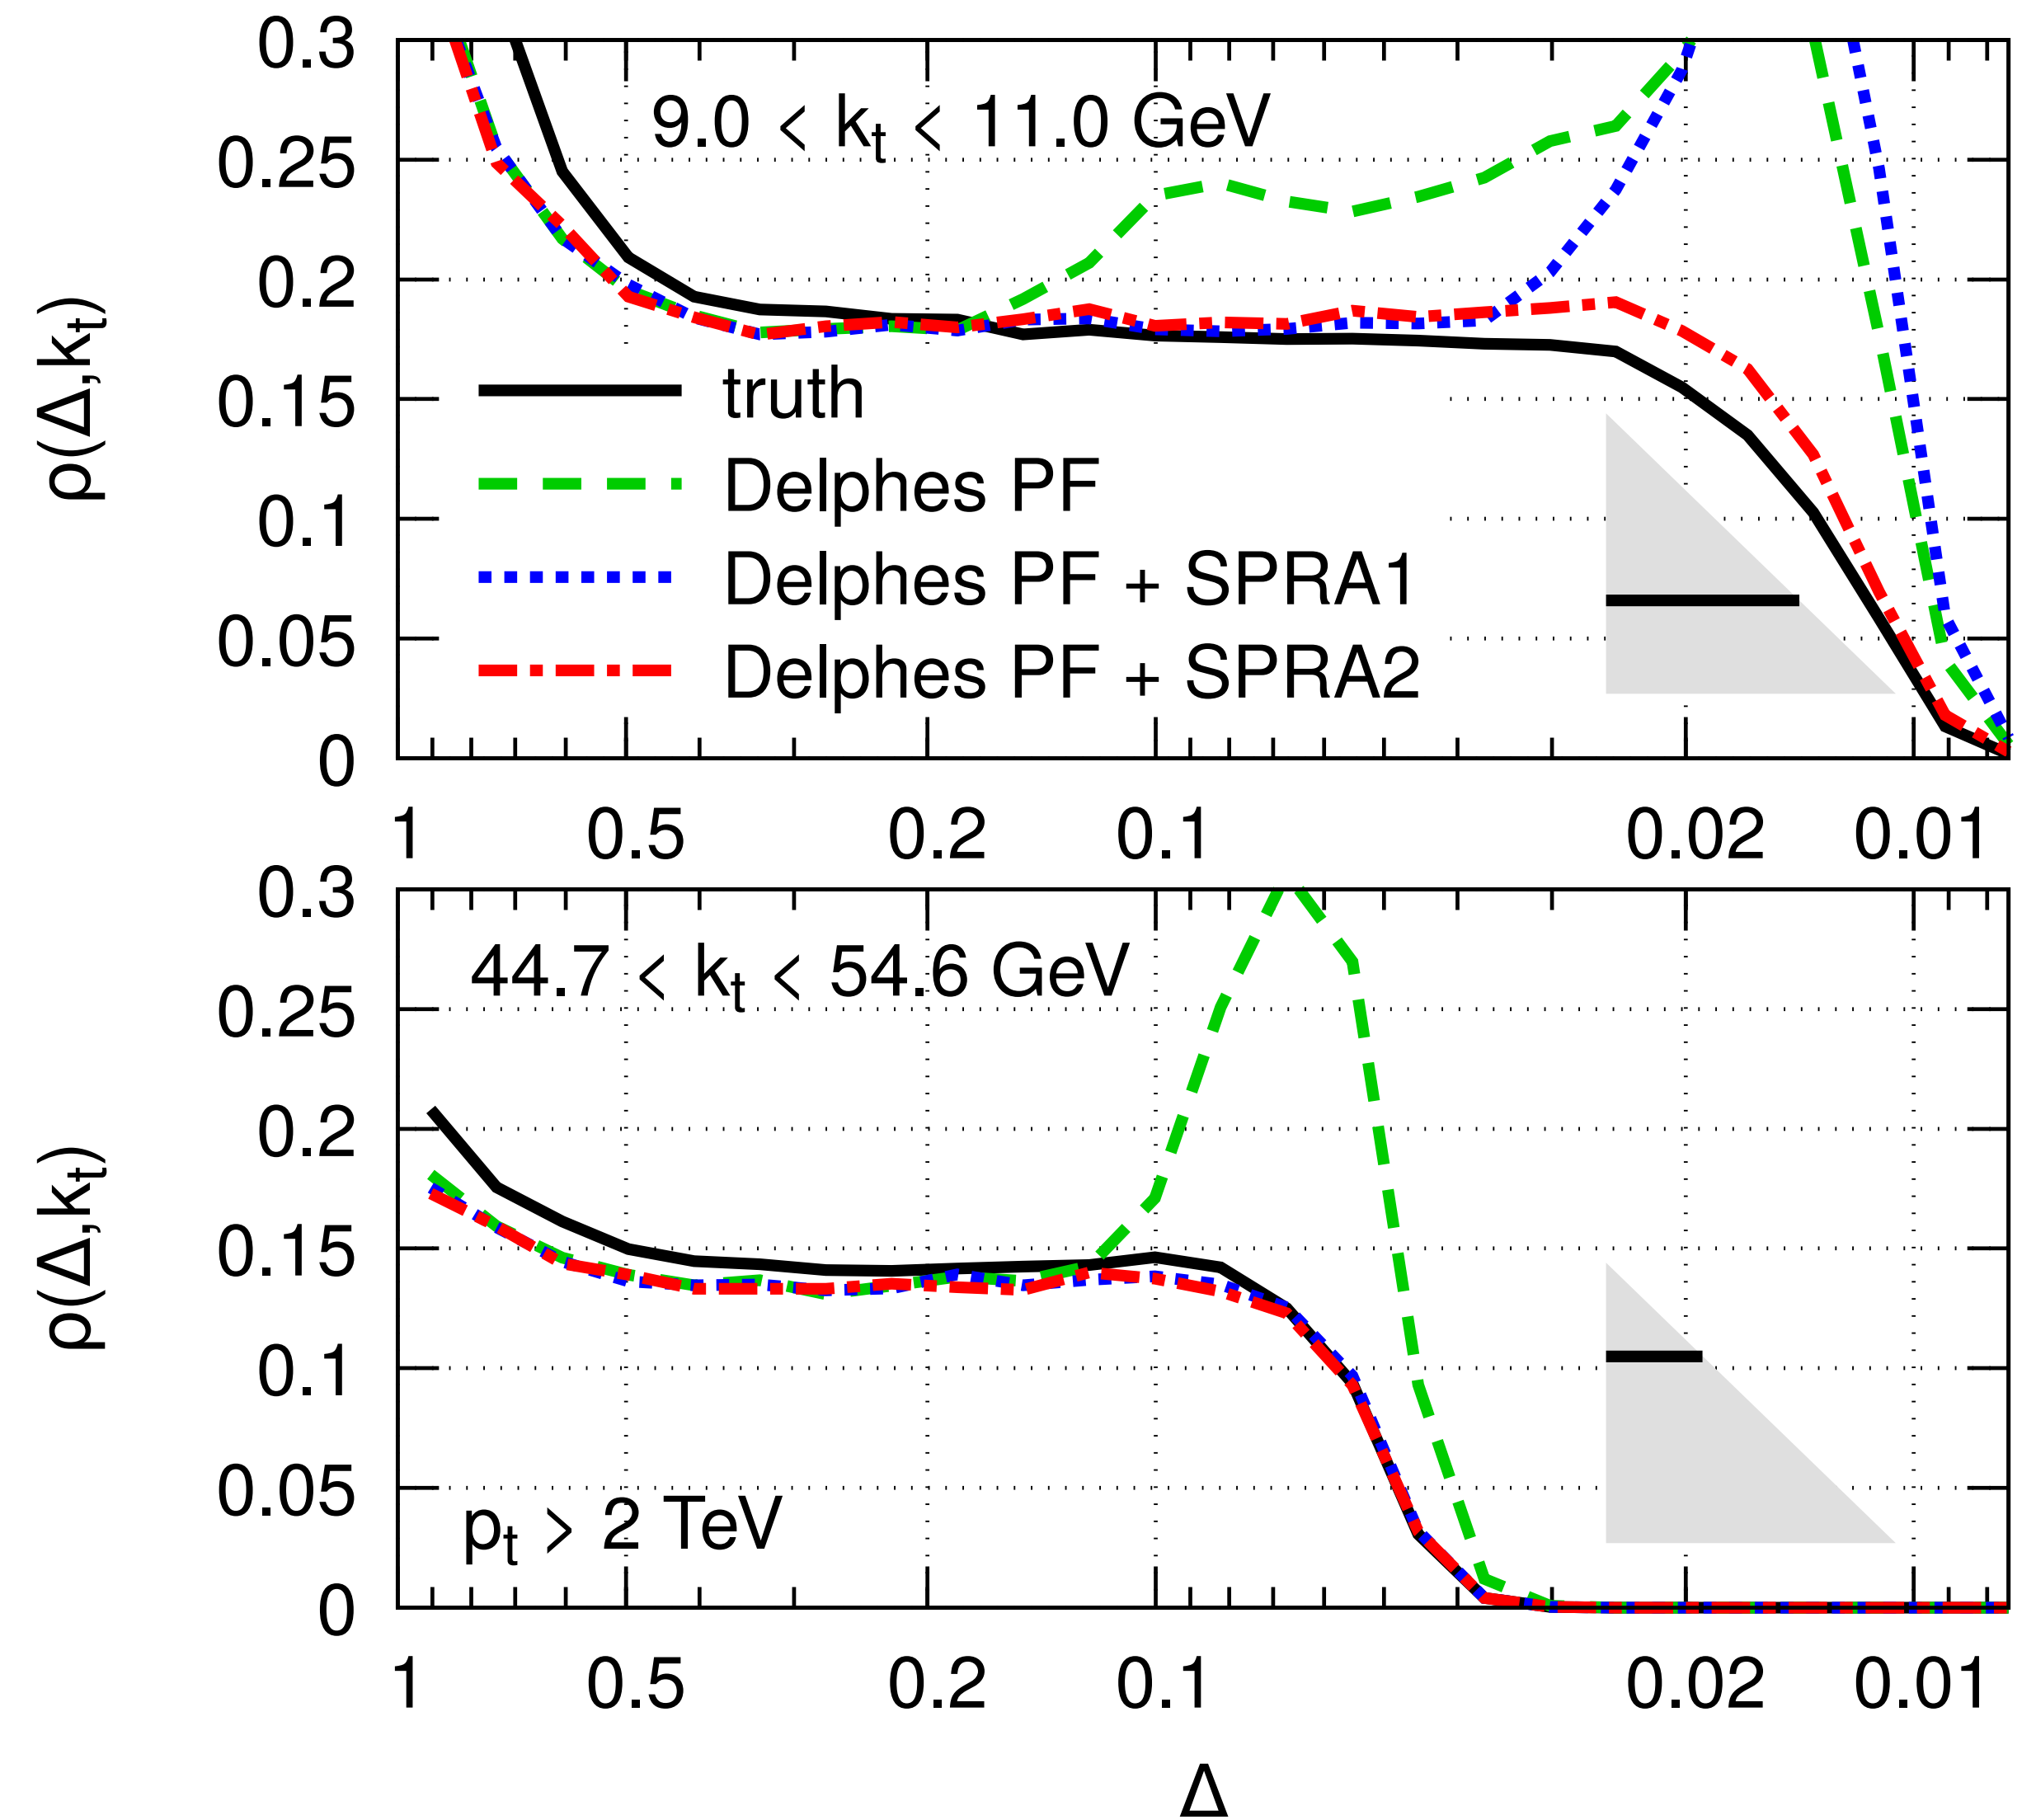 0.3
0.25
0.2
0.15
0.1
0.05
0
ρ(Δ,kt)
9.0 < kt < 11.0 GeV
truth
Delphes PF
Delphes PF + SPRA1
Delphes PF + SPRA2
1 0.5 0.2 0.1 0.02 0.01
0.3
0.25
0.2
0.15
0.1
0.05
0
ρ(Δ,kt)
44.7 < kt < 54.6 GeV
pt > 2 TeV
1 0.5 0.2 0.1 0.02 0.01
Δ